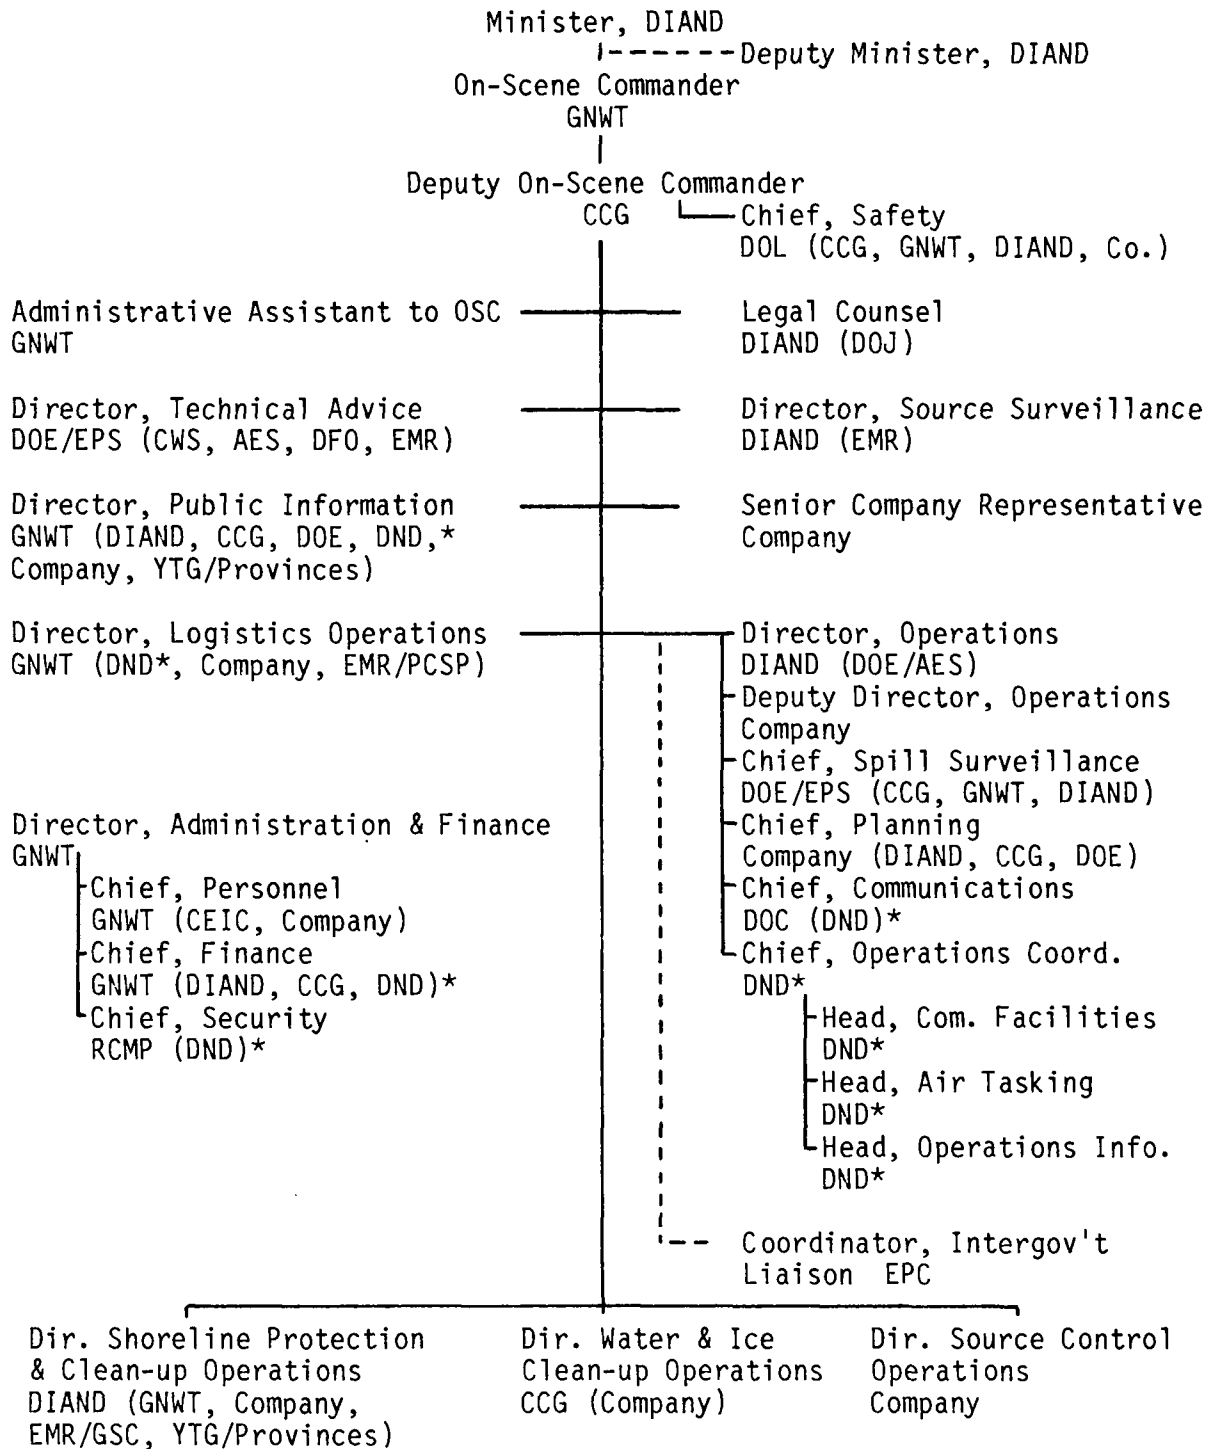 Minister, DIAND
Deputy Minister, DIAND
On-Scene Commander
GNWT
Deputy On-Scene Commander
CCG
Chief, Safety
DOL (CCG, GNWT, DIAND, Co.)
Administrative Assistant to OSC
GNWT
Legal Counsel
DIAND (DOJ)
Director, Technical Advice
DOE/EPS (CWS, AES, DFO, EMR)
Director, Source Surveillance
DIAND (EMR)
Director, Public Information
GNWT (DIAND, CCG, DOE, DND,*
Company, YTG/Provinces)
Senior Company Representative
Company
Director, Logistics Operations
GNWT (DND*, Company, EMR/PCSP)
Director, Operations
DIAND (DOE/AES)
Deputy Director, Operations
Company
Chief, Spill Surveillance
DOE/EPS (CCG, GNWT, DIAND)
Chief, Planning
Company (DIAND, CCG, DOE)
Chief, Communications
DOC (DND)*
Chief, Operations Coord.
DND*
Head, Com. Facilities
DND*
Head, Air Tasking
DND*
Head, Operations Info.
DND*
Director, Administration & Finance
GNWT
Chief, Personnel
GNWT (CEIC, Company)
Chief, Finance
GNWT (DIAND, CCG, DND)*
Chief, Security
RCMP (DND)*
Coordinator, Intergov't
Liaison EPC
Dir. Shoreline Protection
& Clean-up Operations
DIAND (GNWT, Company,
EMR/GSC, YTG/Provinces)
Dir. Water & Ice
Clean-up Operations
CCG (Company)
Dir. Source Control
Operations
Company